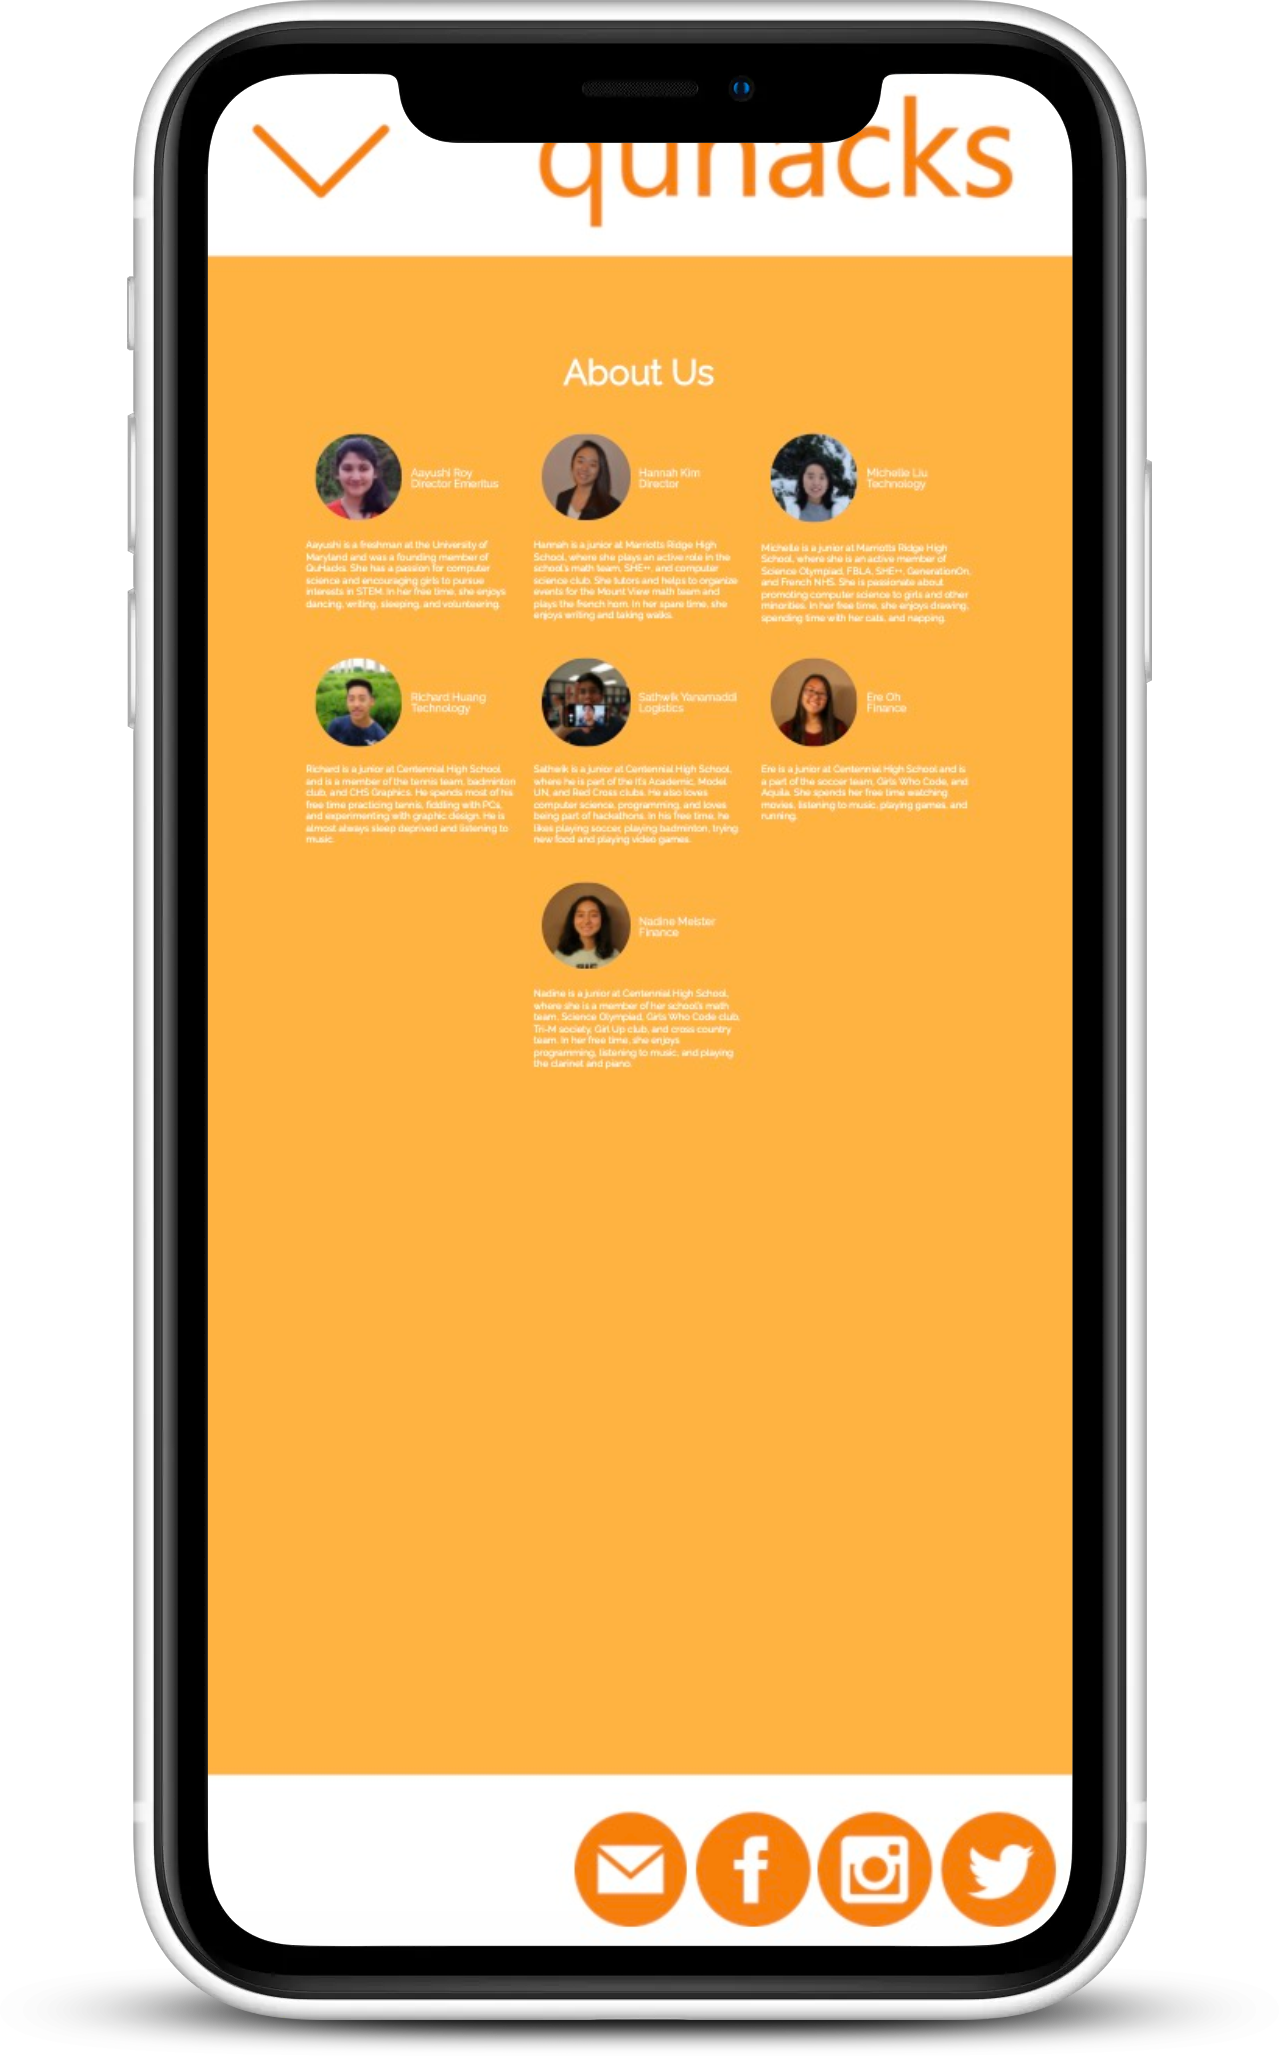 quhacks
About Us
Aayushi Roy
Director Emeritus
Aayushi is a freshman at the University of
Maryland and was a founding member of
QuHacks. She has a passion for computer
science and encouraging girls to pursue
interests in STEM. In her free time, she enjoys
dancing, writing, sleeping, and volunteering.
Hannah Kim
Director
Hannah is a junior at Marriotts Ridge High
School, where she plays an active role in the
school's math team, SHE++, and computer
science club. She tutors and helps to organize
events for the Mount View math team and
plays the french horn. In her spare time, she
enjoys writing and taking walks.
Michelle Liu
Technology
Michelle is a junior at Marriotts Ridge High
School, where she is an active member of
Science Olympiad, FBLA, SHE++, GenerationOn,
and French NHS. She is passionate about
promoting computer science to girls and other
minorities. In her free time, she enjoys drawing,
spending time with her cats, and napping.
Richard Huang
Technology
Richard is a junior at Centennial High School
and is a member of the tennis team, badminton
club, and CHS Graphics. He spends most of his
free time practicing tennis, fiddling with PCs,
and experimenting with graphic design. He is
almost always sleep deprived and listening to
music.
Sathwik Yanamaddi
Logistics
Sathwik is a junior at Centennial High School,
where he is part of the It's Academic, Model
UN, and Red Cross clubs. He also loves
computer science, programming, and loves
being part of hackathons. In his free time, he
likes playing soccer, playing badminton, trying
new food and playing video games.
Ere Oh
Finance
Ere is a junior at Centennial High School and is
a part of the soccer team, Girls Who Code, and
Aquila. She spends her free time watching
movies, listening to music, playing games, and
running.
Nadine Meister
Finance
Nadine is a junior at Centennial High School,
where she is a member of her school's math
team, Science Olympiad, Girls Who Code club,
Tri-M society, Girl Up club, and cross country
team. In her free time, she enjoys
programming, listening to music, and playing
the clarinet and piano.